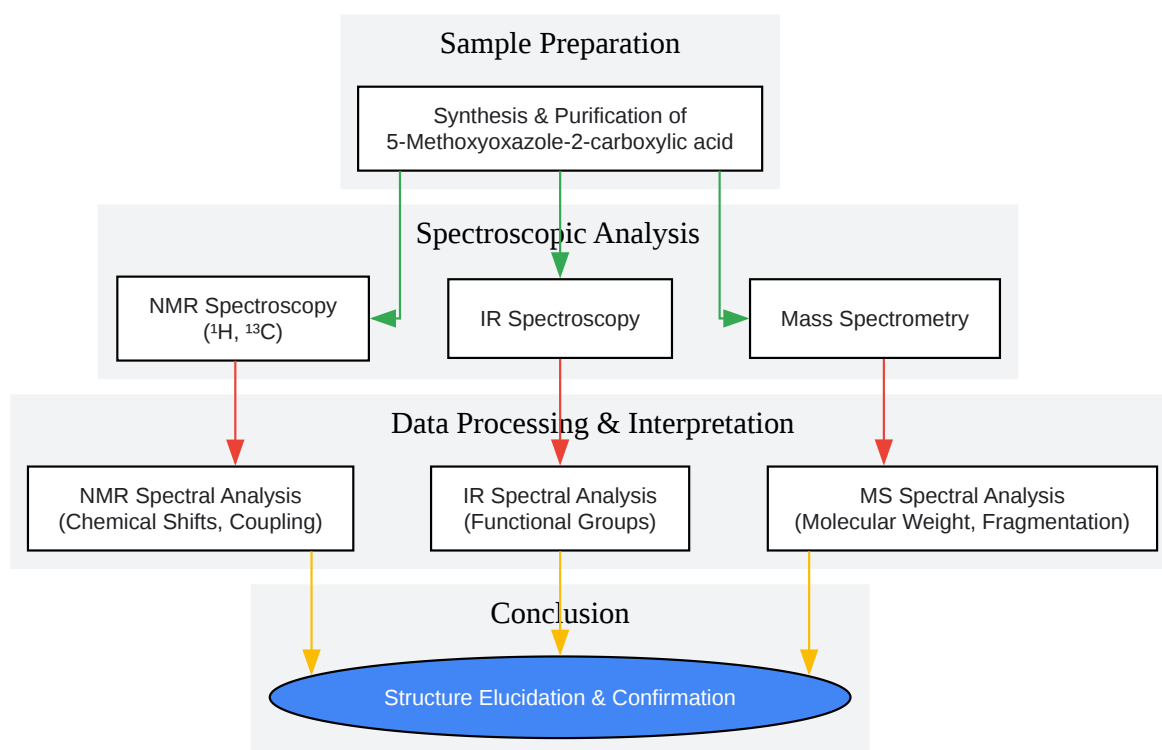 Sample Preparation
Synthesis & Purification of
5-Methoxyoxazole-2-carboxylic acid
Spectroscopic Analysis
NMR Spectroscopy
(¹H, ¹³C)
IR Spectroscopy
Mass Spectrometry
Data Processing & Interpretation
NMR Spectral Analysis
(Chemical Shifts, Coupling)
IR Spectral Analysis
(Functional Groups)
MS Spectral Analysis
(Molecular Weight, Fragmentation)
Conclusion
Structure Elucidation & Confirmation